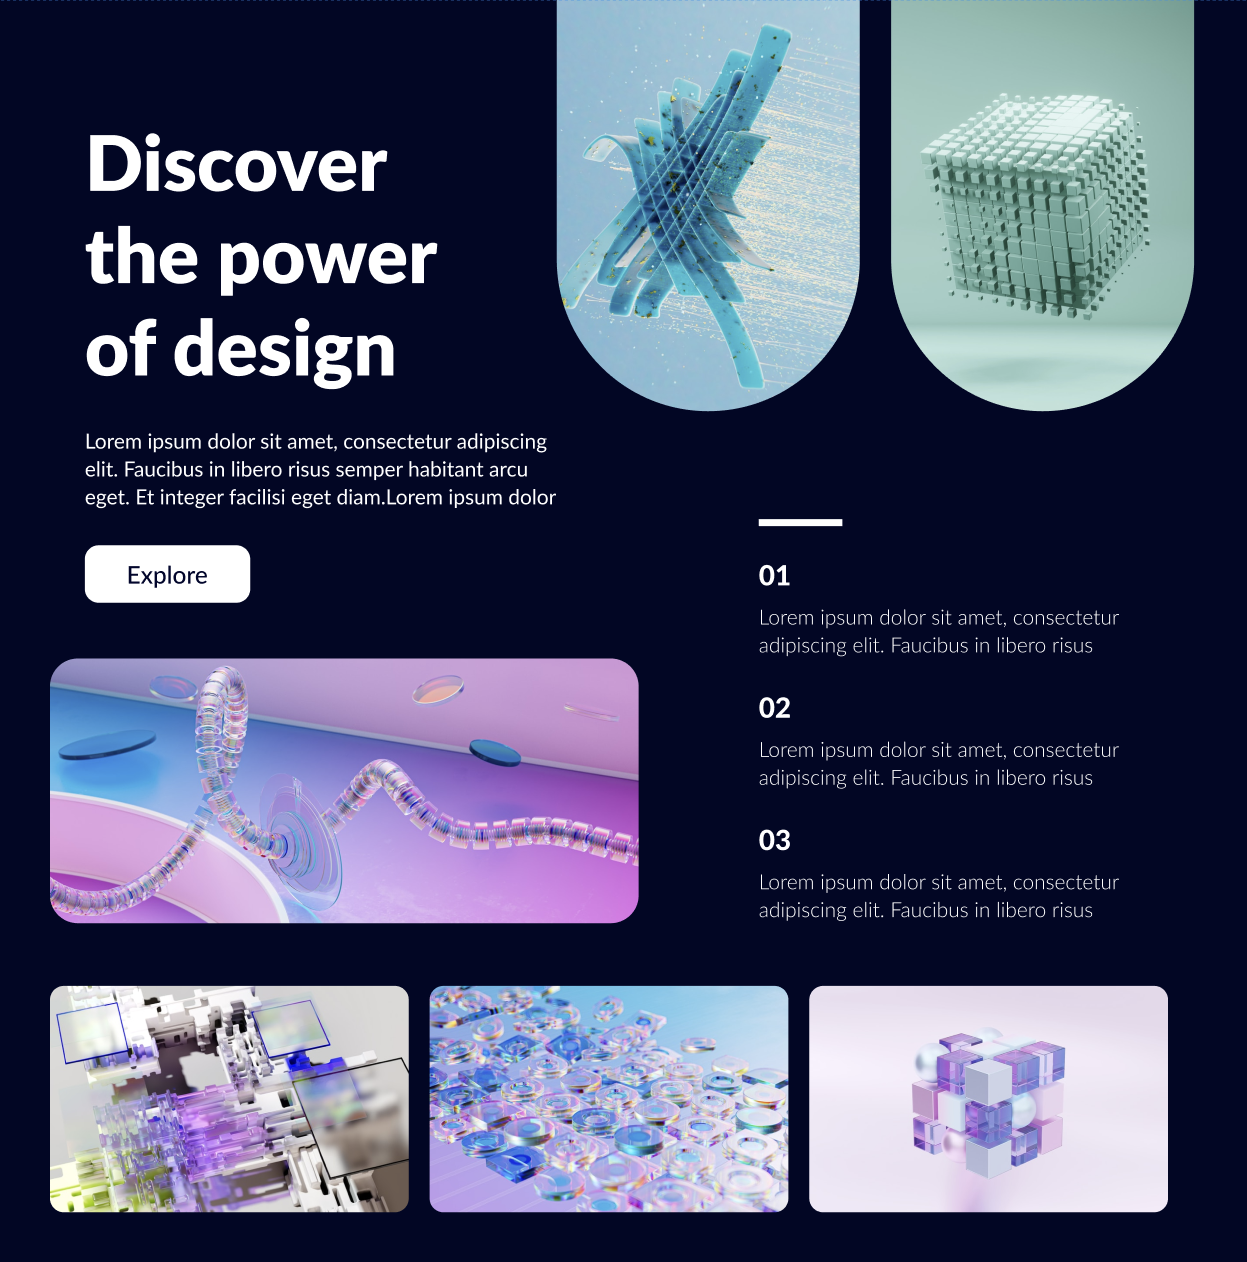 Discover
the power
of design
Lorem ipsum dolor sit amet, consectetur adipiscing
elit. Faucibus in libero risus semper habitant arcu
eget. Et integer facilisi eget diam.Lorem ipsum dolor
Explore
01
Lorem ipsum dolor sit amet, consectetur
adipiscing elit. Faucibus in libero risus
02
Lorem ipsum dolor sit amet, consectetur
adipiscing elit. Faucibus in libero risus
03
Lorem ipsum dolor sit amet, consectetur
adipiscing elit. Faucibus in libero risus